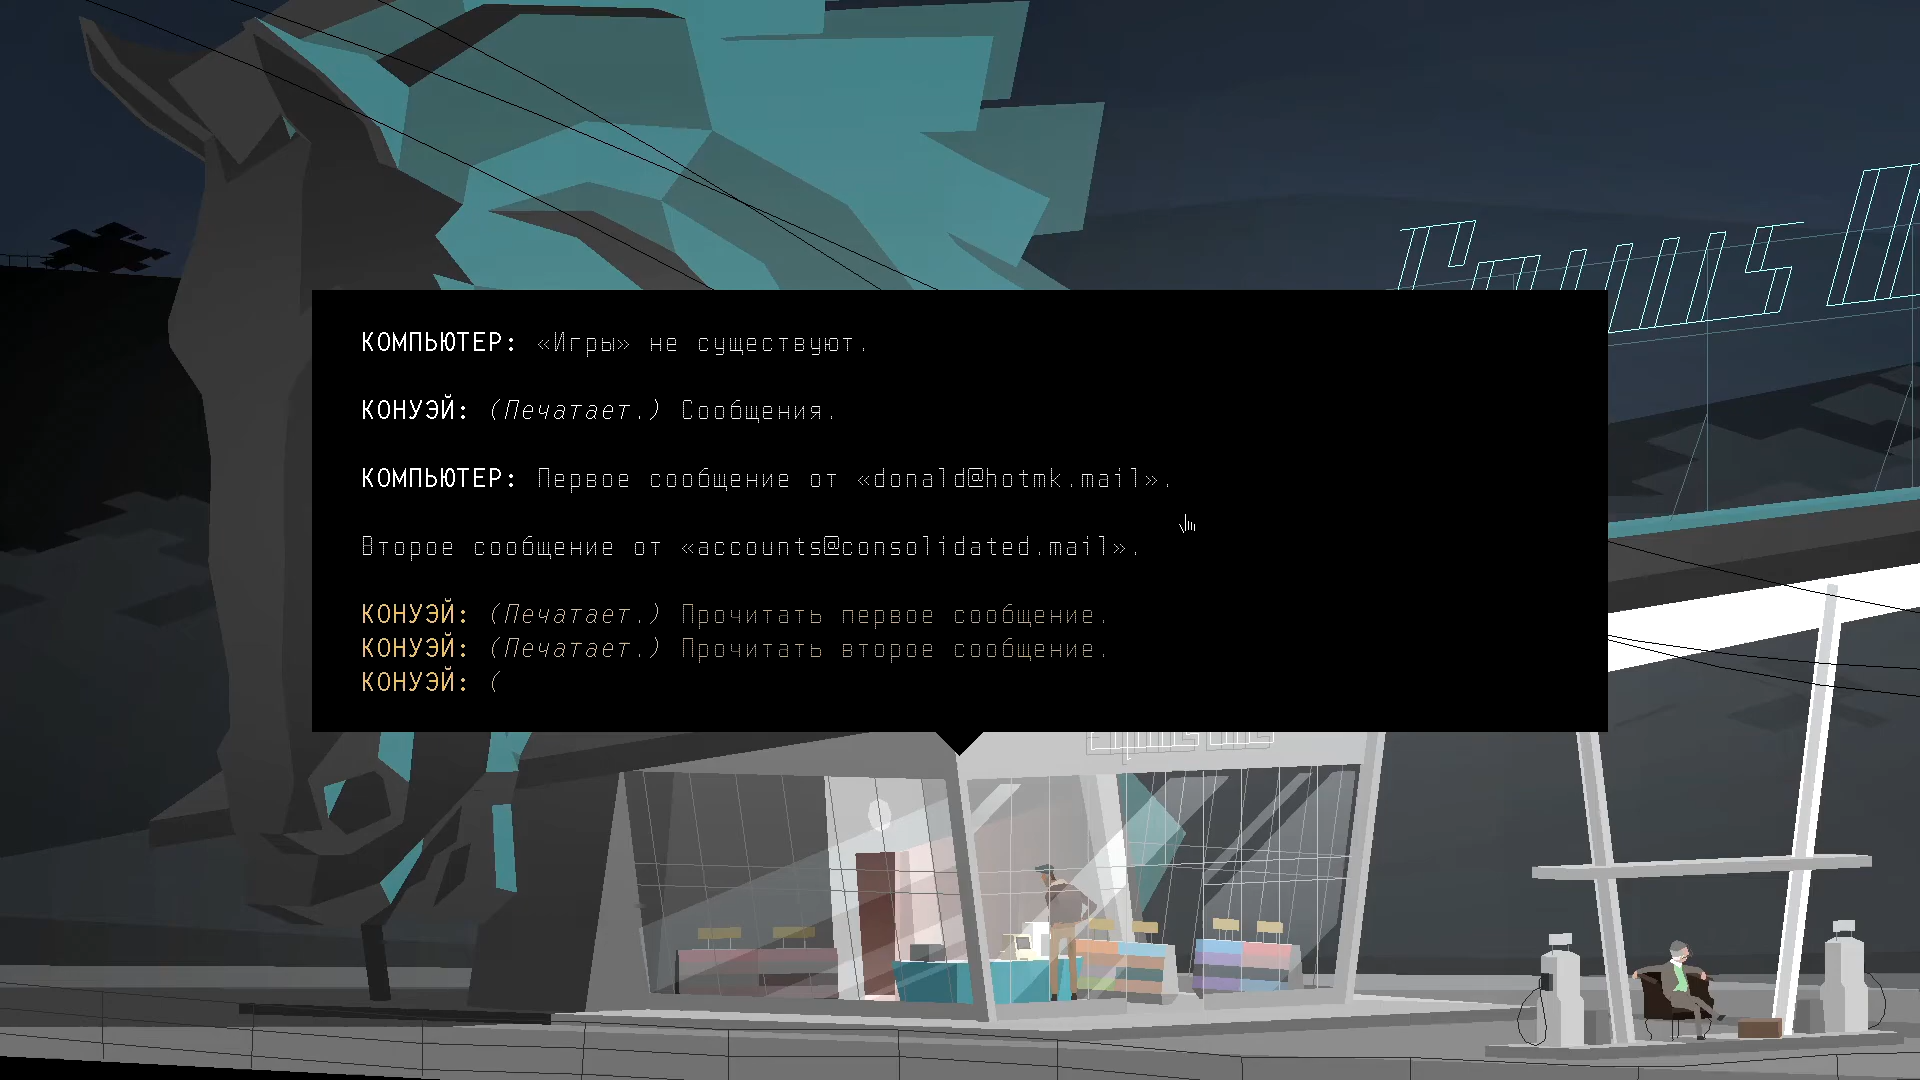 КОМПЬЮТЕР: «Игры» не существуют.
КОНУЭЙ: (Печатает.) Сообщения.
КОМПЬЮТЕР: Первое сообщение от «donald@hotmk.mail».
Второе сообщение от «accounts@consolidated.mail».
КОНУЭЙ: (Печатает.) Прочитать первое сообщение.
КОНУЭЙ: (Печатает.) Прочитать второе сообщение.
КОНУЭЙ: (